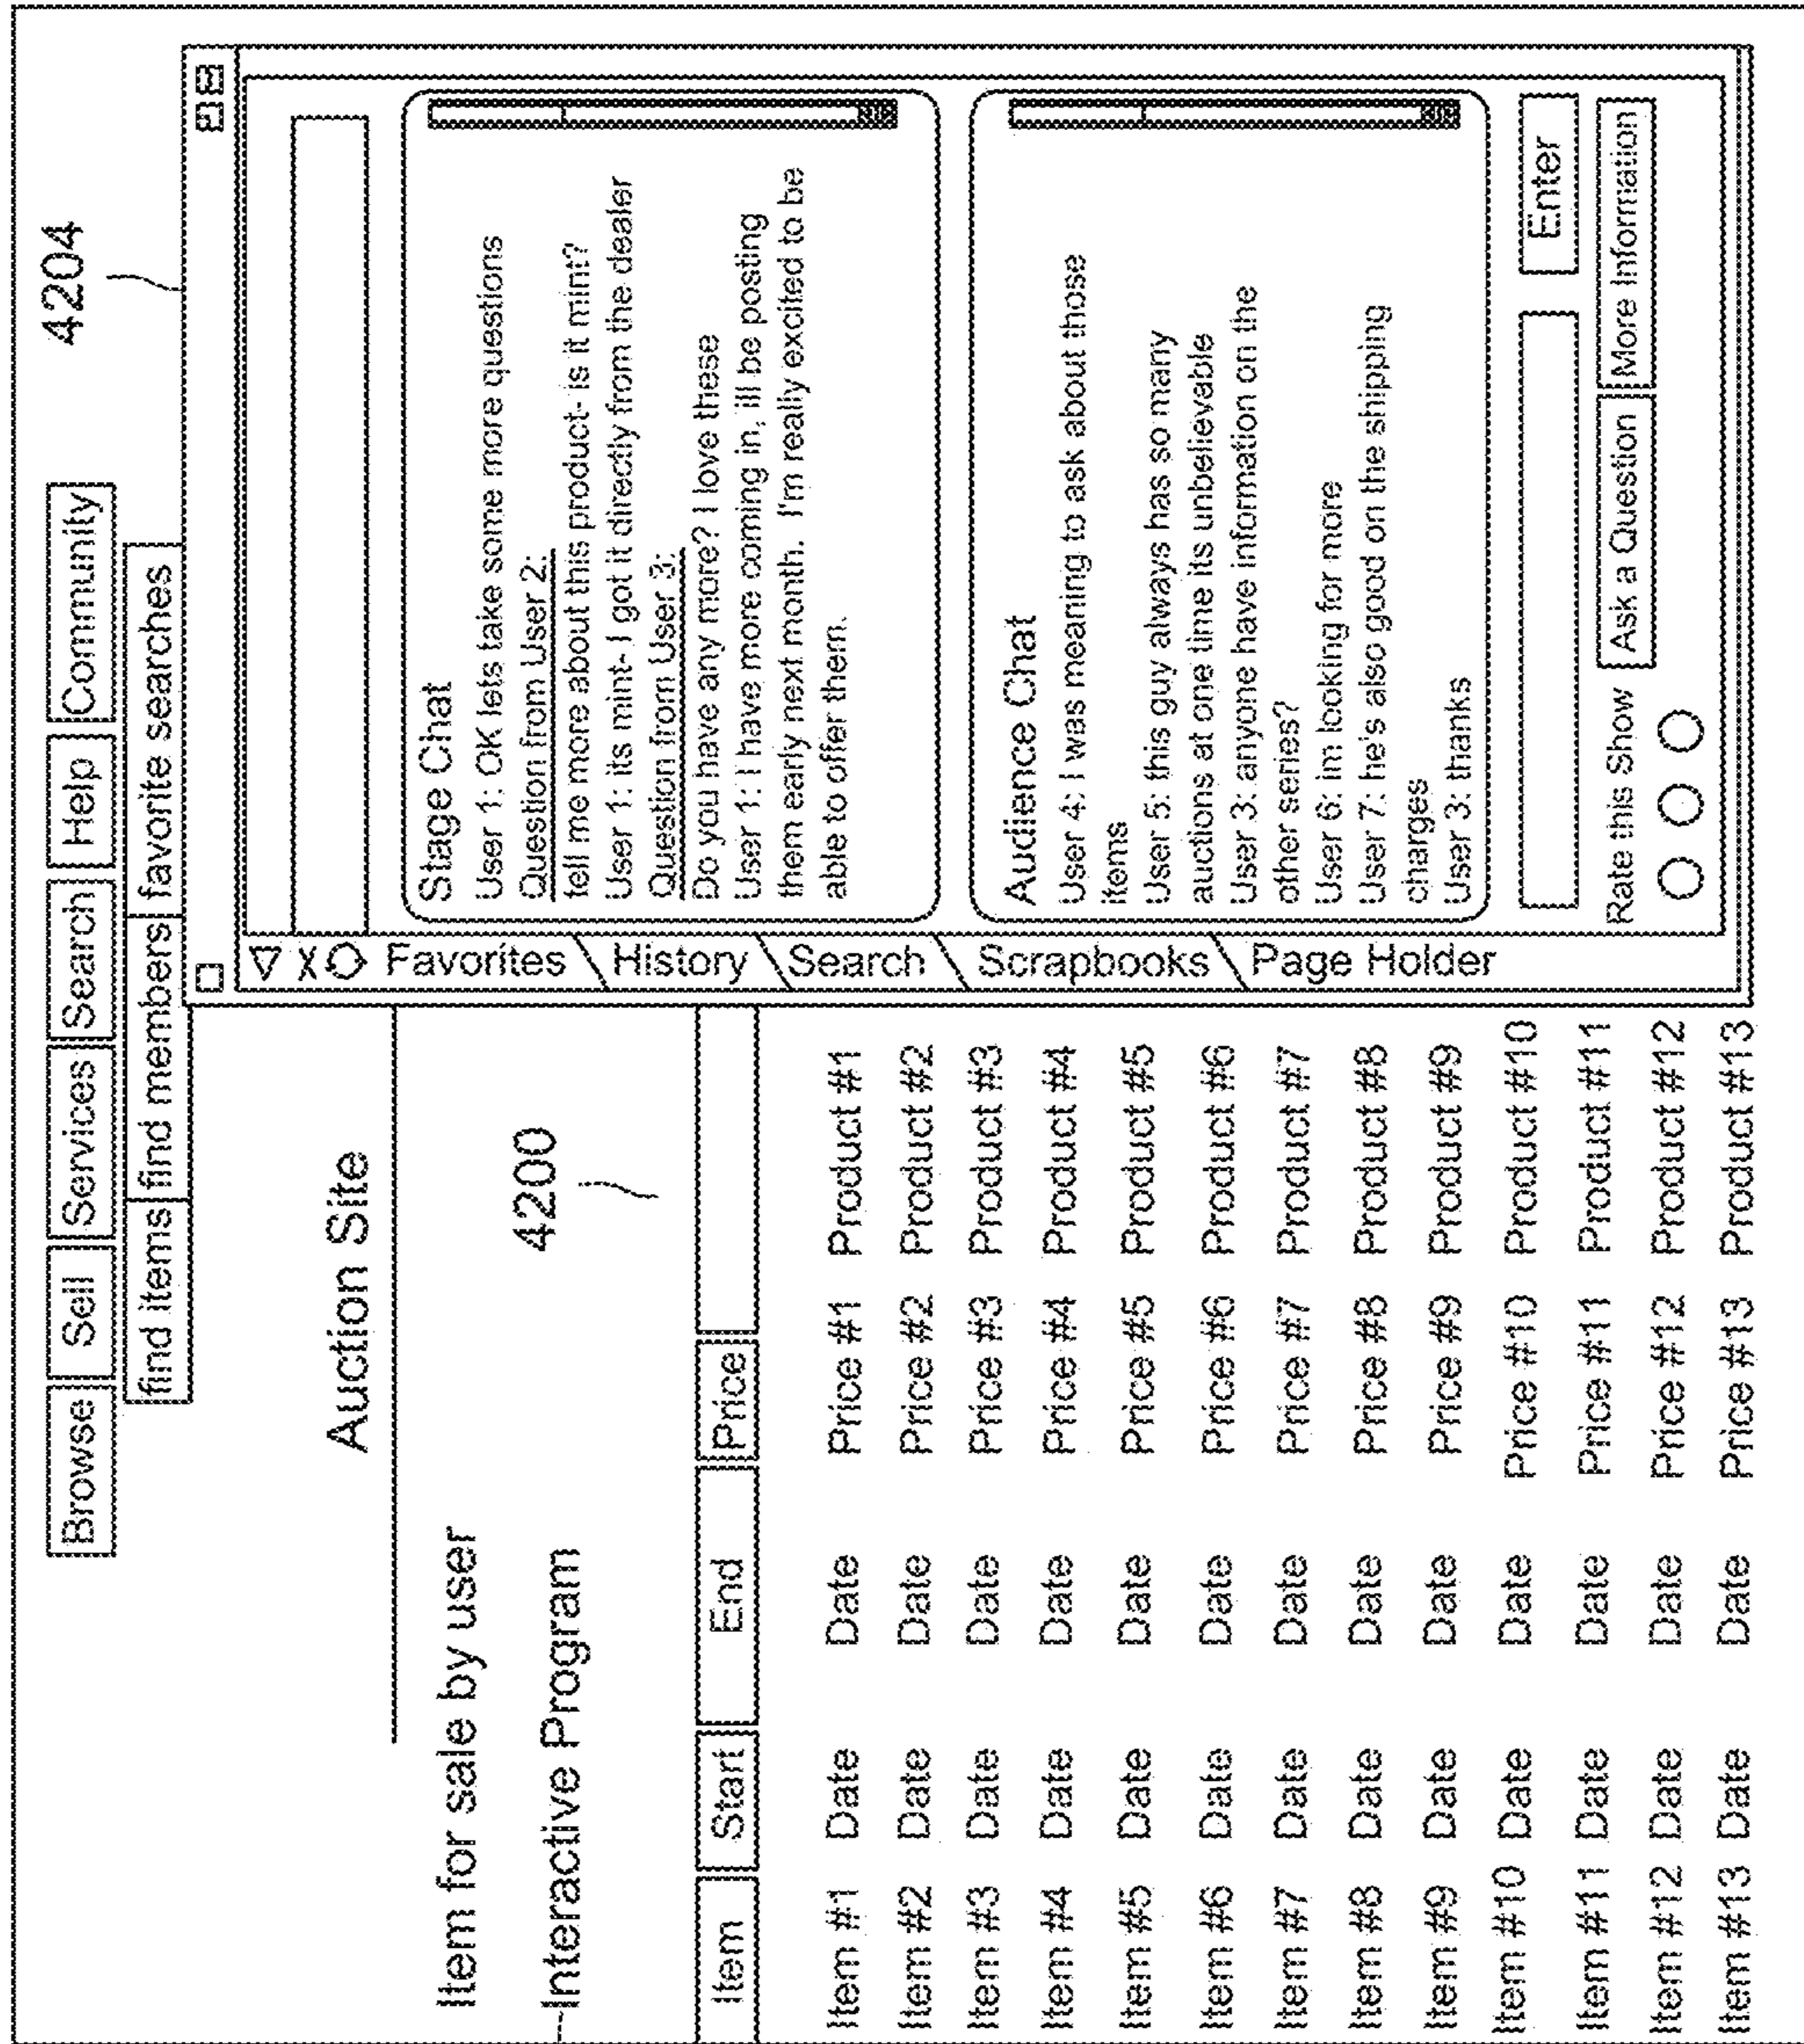 4204
Browse Sell Services Search Help Community
find items find members favorite searches
Auction Site
Item for sale by user
Interactive Program
4200
Item Start End Price
Item #1 Date Date Price #1 Product #1
Item #2 Date Date Price #2 Product #2
Item #3 Date Date Price #3 Product #3
Item #4 Date Date Price #4 Product #4
Item #5 Date Date Price #5 Product #5
Item #6 Date Date Price #6 Product #6
Item #7 Date Date Price #7 Product #7
Item #8 Date Date Price #8 Product #8
Item #9 Date Date Price #9 Product #9
Item #10 Date Date Price #10 Product #10
Item #11 Date Date Price #11 Product #11
Item #12 Date Date Price #12 Product #12
Item #13 Date Date Price #13 Product #13
X
Favorites
History
Search
Scrapbooks
Page Holder
Stage Chat
User 1: OK lets take some more questions
Question from User 2:
tell me more about this product- is it mint?
User 1: its mint- I got it directly from the dealer
Question from User 3:
Do you have any more? I love these
User 1: I have more coming in, ill be posting
them early next month. I'm really excited to be
able to offer them.
Audience Chat
User 4: I was meaning to ask about those
items
User 5: this guy always has so many
auctions at one time its unbelievable
User 3: anyone have information on the
other series?
User 6: im looking for more
User 7: he's also good on the shipping
charges
User 3: thanks
Enter
Rate this Show Ask a Question More Information